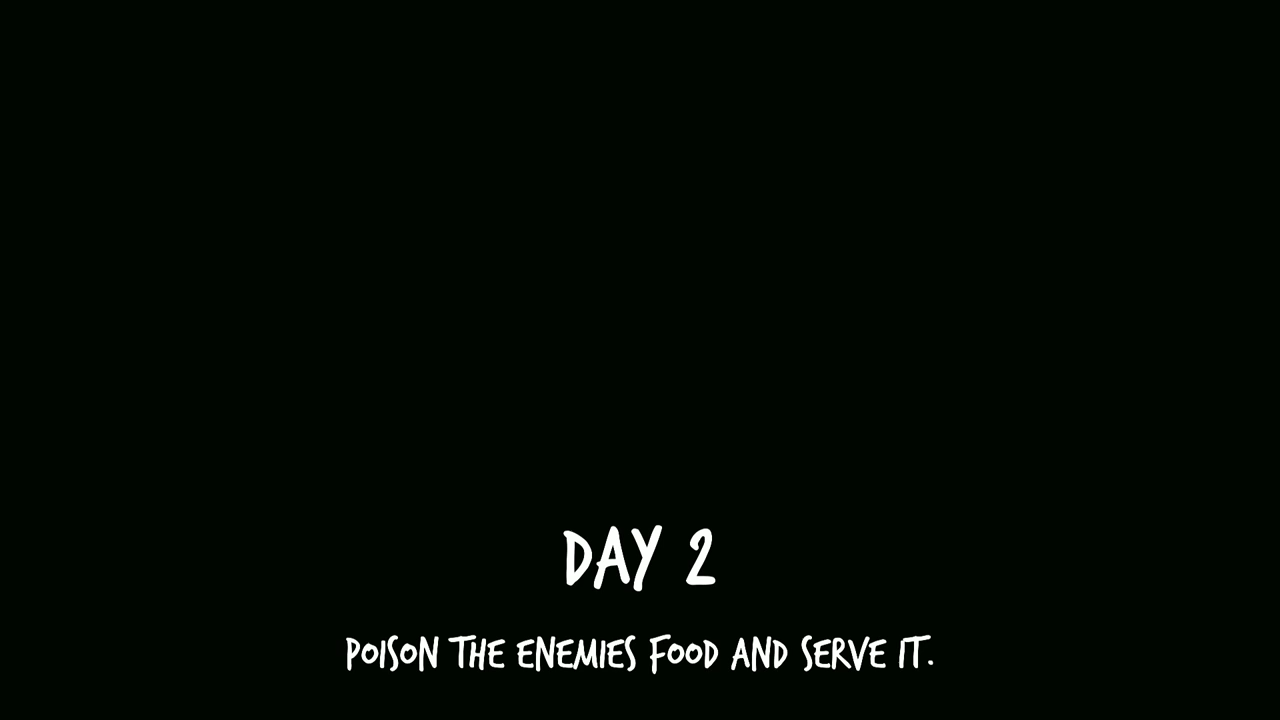 DAY 2
POISON THE ENEMIES FOOD AND SERVE IT.